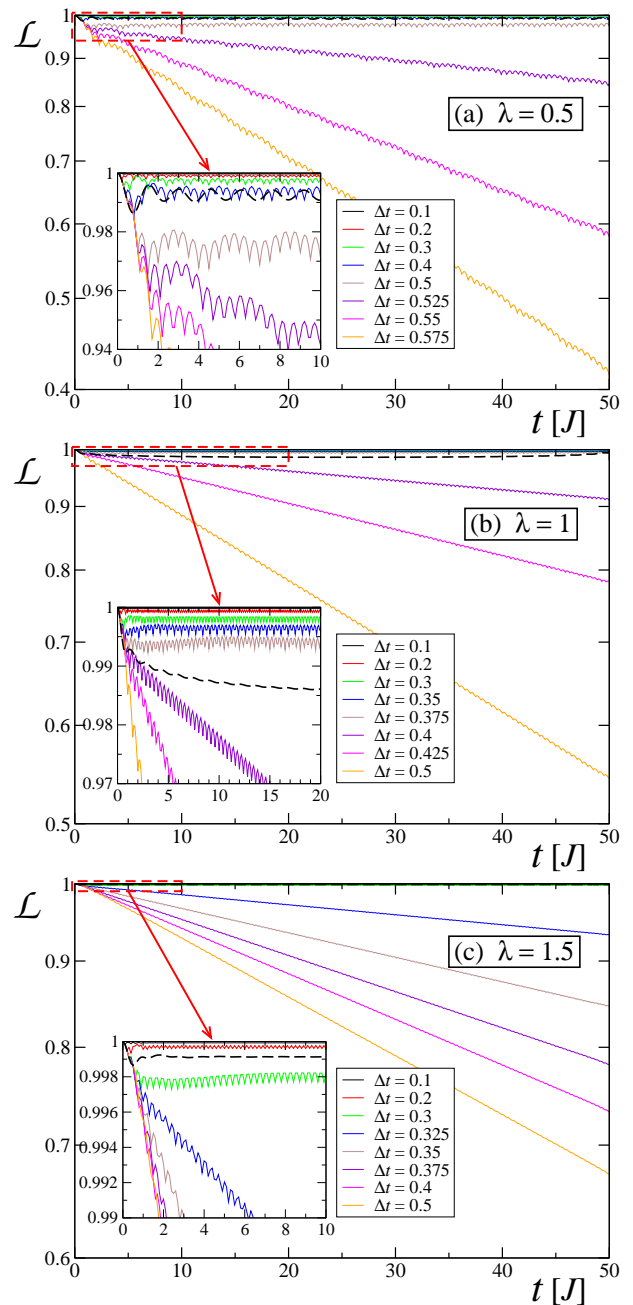 1
0.9
ℒ
0.8
(a) λ = 0.5
0.7
1
0.98
0.96
0.94
0 2 4 6 8 10
Δt = 0.1
Δt = 0.2
Δt = 0.3
Δt = 0.4
Δt = 0.5
Δt = 0.525
Δt = 0.55
Δt = 0.575
0.6
0.5
0.4
0 10 20 30 40 50
t [J]
1
ℒ
0.9
(b) λ = 1
0.8
1
0.99
0.98
0.97
0 5 10 15 20
Δt = 0.1
Δt = 0.2
Δt = 0.3
Δt = 0.35
Δt = 0.375
Δt = 0.4
Δt = 0.425
Δt = 0.5
0.7
0.6
0.5
0 10 20 30 40 50
t [J]
1
ℒ
0.9
(c) λ = 1.5
0.8
1
0.998
0.996
0.994
0.992
0.99
0 2 4 6 8 10
Δt = 0.1
Δt = 0.2
Δt = 0.3
Δt = 0.325
Δt = 0.35
Δt = 0.375
Δt = 0.4
Δt = 0.5
0.7
0.6
0 10 20 30 40 50
t [J]